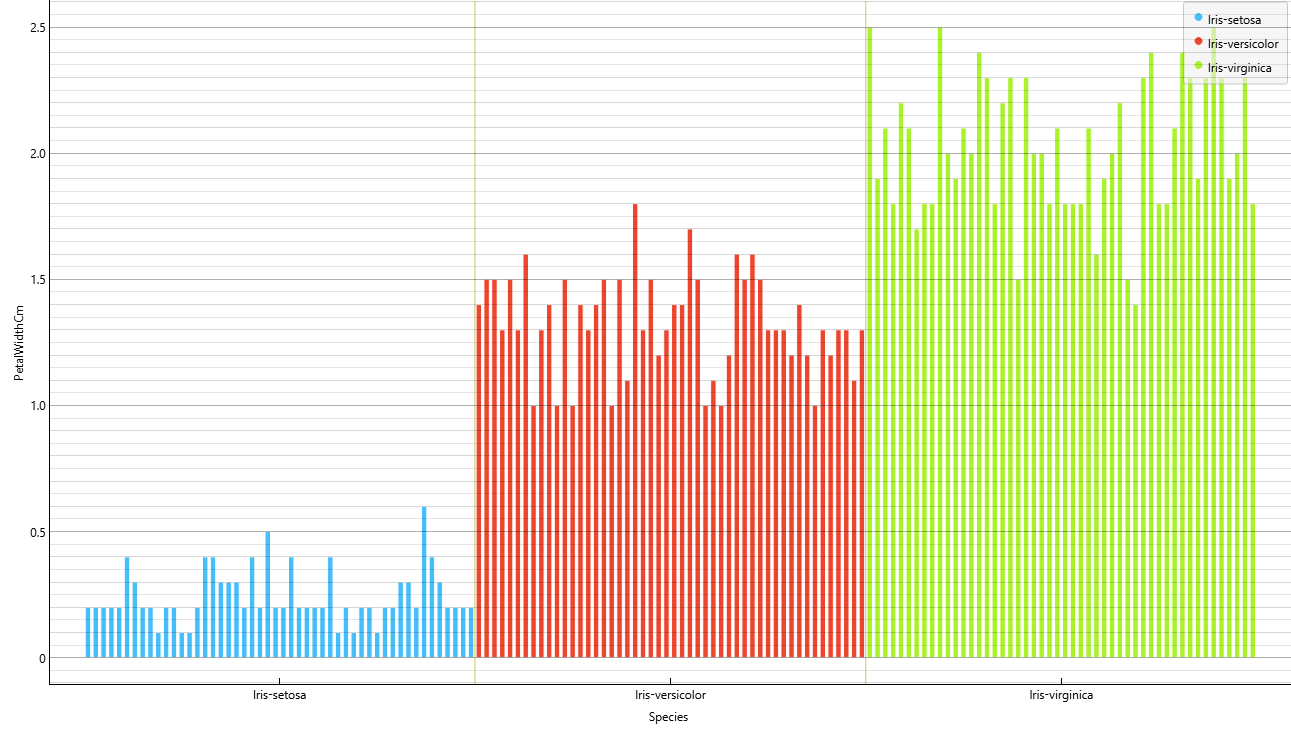 2.5
2.0
1.5
1.0
0.5
0
PetalWidthCm
Iris-setosa
Iris-versicolor
Iris-virginica
Iris-setosa
Iris-versicolor
Iris-virginica
Species